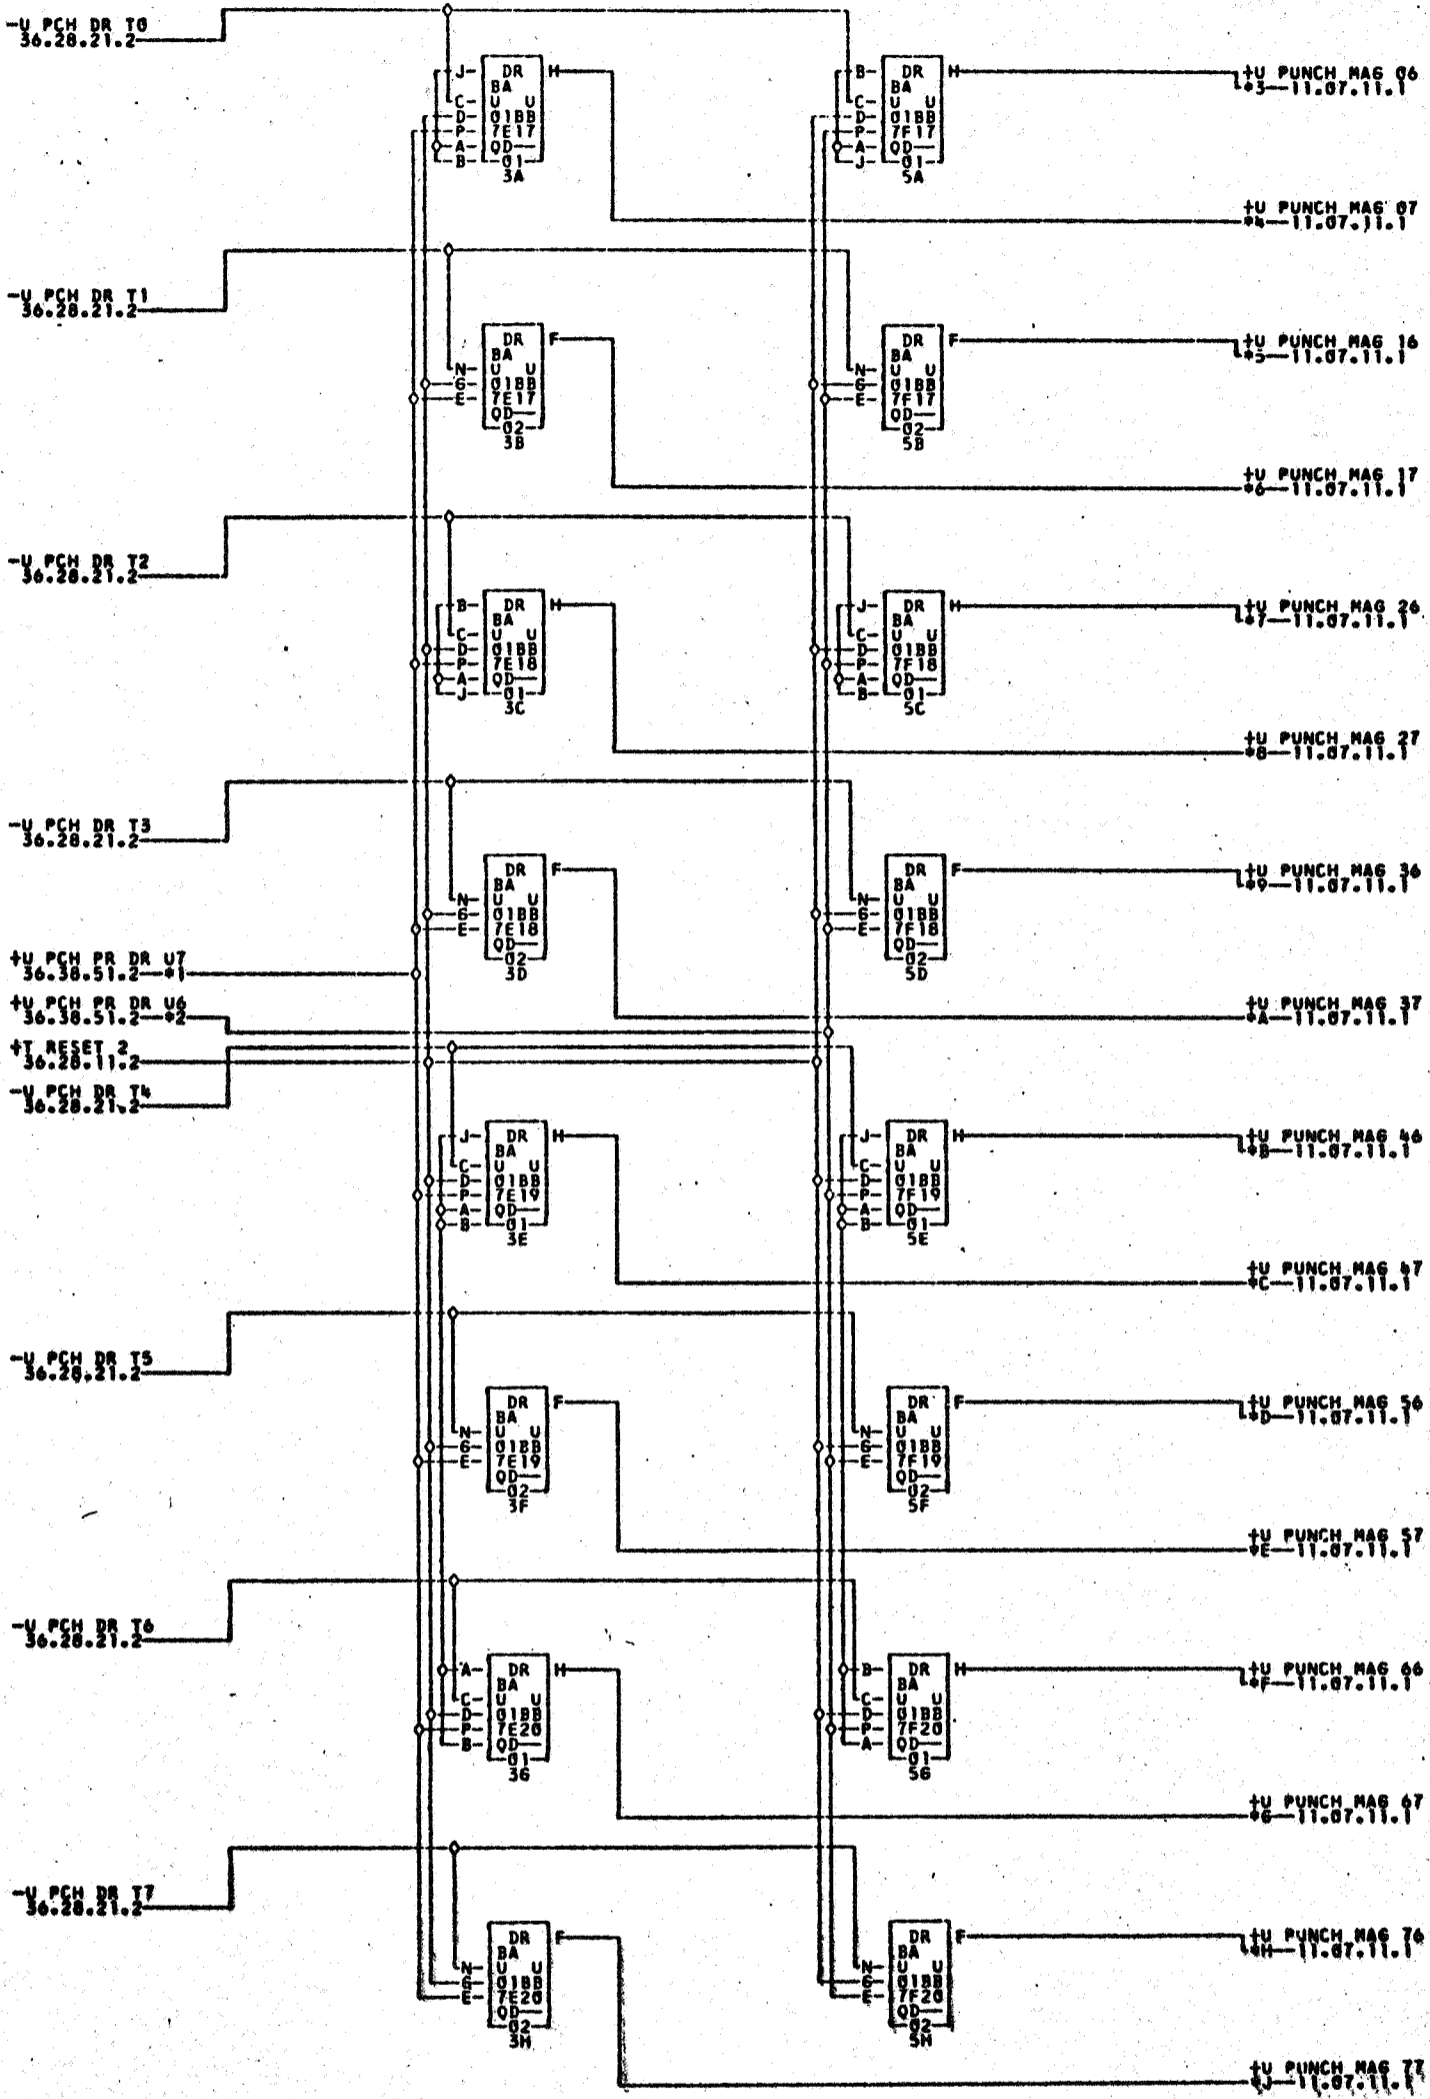 -U PCH DR T0
36.28.21.2
J- DR H
BA
C- U U
D- 01BB
P- 7E17
A- QD
B- 01
3A
B- DR H
BA
C- U U
D- 01BB
P- 7F17
A- QD
J- 01
5A
+U PUNCH MAG 06
*3-11.07.11.1
+U PUNCH MAG 07
*4-11.07.11.1
-U PCH DR T1
36.28.21.2
DR F
BA
N- U U
G- 01BB
E- 7E17
QD
02
3B
DR F
BA
N- U U
G- 01BB
E- 7F17
QD
02
5B
+U PUNCH MAG 16
*5-11.07.11.1
+U PUNCH MAG 17
*6-11.07.11.1
-U PCH DR T2
36.28.21.2
B- DR H
BA
C- U U
D- 01BB
P- 7E18
A- QD
J- 01
3C
J- DR H
BA
C- U U
D- 01BB
P- 7F18
A- QD
B- 01
5C
+U PUNCH MAG 26
*7-11.07.11.1
+U PUNCH MAG 27
*8-11.07.11.1
-U PCH DR T3
36.28.21.2
DR F
BA
N- U U
G- 01BB
E- 7E18
QD
02
3D
DR F
BA
N- U U
G- 01BB
E- 7F18
QD
02
5D
+U PUNCH MAG 36
*9-11.07.11.1
+U PCH PR DR U7
36.38.51.2-*1
+U PCH PR DR U6
36.38.51.2-*2
+U PUNCH MAG 37
*A-11.07.11.1
+T RESET 2
36.28.11.2
-U PCH DR T4
36.28.21.2
J- DR H
BA
C- U U
D- 01BB
P- 7E19
A- QD
B- 01
3E
J- DR H
BA
C- U U
D- 01BB
P- 7F19
A- QD
B- 01
5E
+U PUNCH MAG 46
*B-11.07.11.1
+U PUNCH MAG 47
*C-11.07.11.1
-U PCH DR T5
36.28.21.2
DR F
BA
N- U U
G- 01BB
E- 7E19
QD
02
3F
DR F
BA
N- U U
G- 01BB
E- 7F19
QD
02
5F
+U PUNCH MAG 56
*D-11.07.11.1
+U PUNCH MAG 57
*E-11.07.11.1
-U PCH DR T6
36.28.21.2
A- DR H
BA
C- U U
D- 01BB
P- 7E20
B- QD
01
3G
B- DR H
BA
C- U U
D- 01BB
P- 7F20
A- QD
01
5G
+U PUNCH MAG 66
*F-11.07.11.1
+U PUNCH MAG 67
*G-11.07.11.1
-U PCH DR T7
36.28.21.2
DR F
BA
N- U U
G- 01BB
E- 7E20
QD
02
3H
DR F
BA
N- U U
G- 01BB
E- 7F20
QD
02
5H
+U PUNCH MAG 76
*H-11.07.11.1
+U PUNCH MAG 77
*J-11.07.11.1